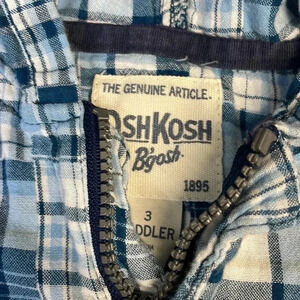 THE GENUINE ARTICLE.
OSHKOSH
B'gosh
1895
3
DDLER